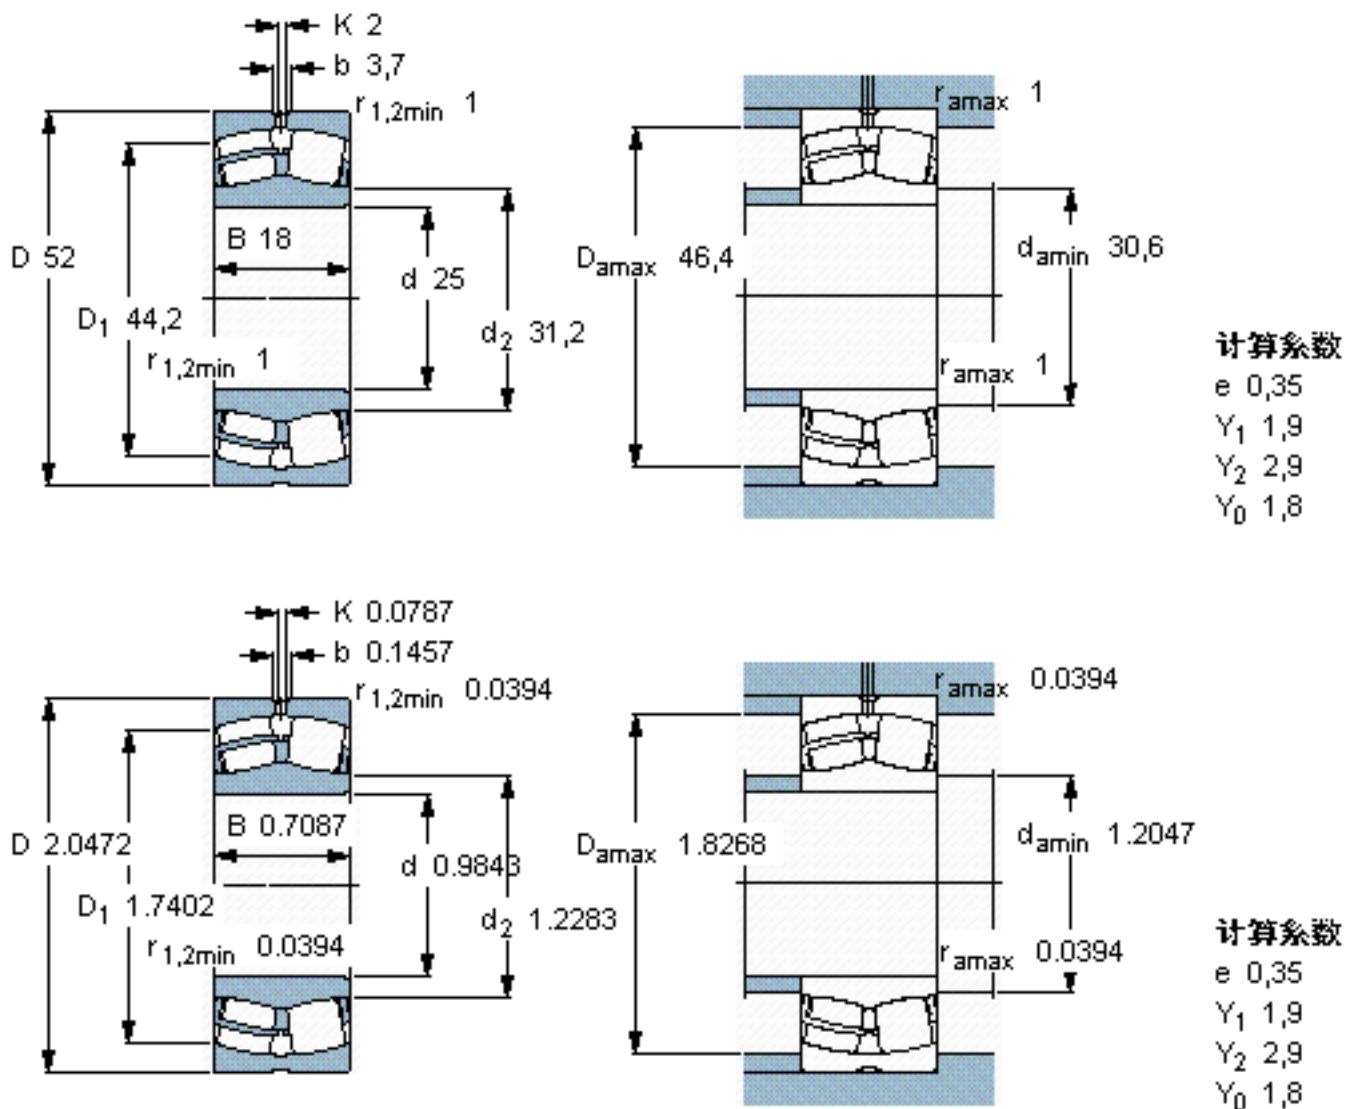 K 2
b 3,7
r1,2min 1
ramax 1
D 52
D1 44,2
B 18
d 25
d2 31,2
r1,2min 1
Damax 46,4
damin 30,6
ramax 1
计算系数
e 0,35
Y1 1,9
Y2 2,9
Y0 1,8
K 0.0787
b 0.1457
r1,2min 0.0394
ramax 0.0394
D 2.0472
D1 1.7402
B 0.7087
d 0.9843
d2 1.2283
r1,2min 0.0394
Damax 1.8268
damin 1.2047
ramax 0.0394
计算系数
e 0,35
Y1 1,9
Y2 2,9
Y0 1,8